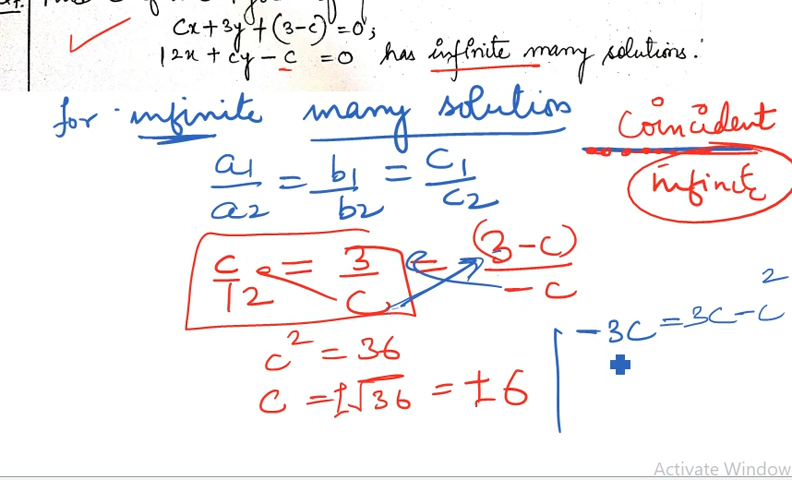 Cx+3y+(3-c)=0;
12x + cy - c = 0 has infinite many solutions.
for infinite many solution
Coincident
infinite
a1/a2 = b1/b2 = C1/C2
c/12 = 3/c = (3-c)/-c
-3C = 3C - C²
c² = 36
C = ±√36 = ±6
Activate Window